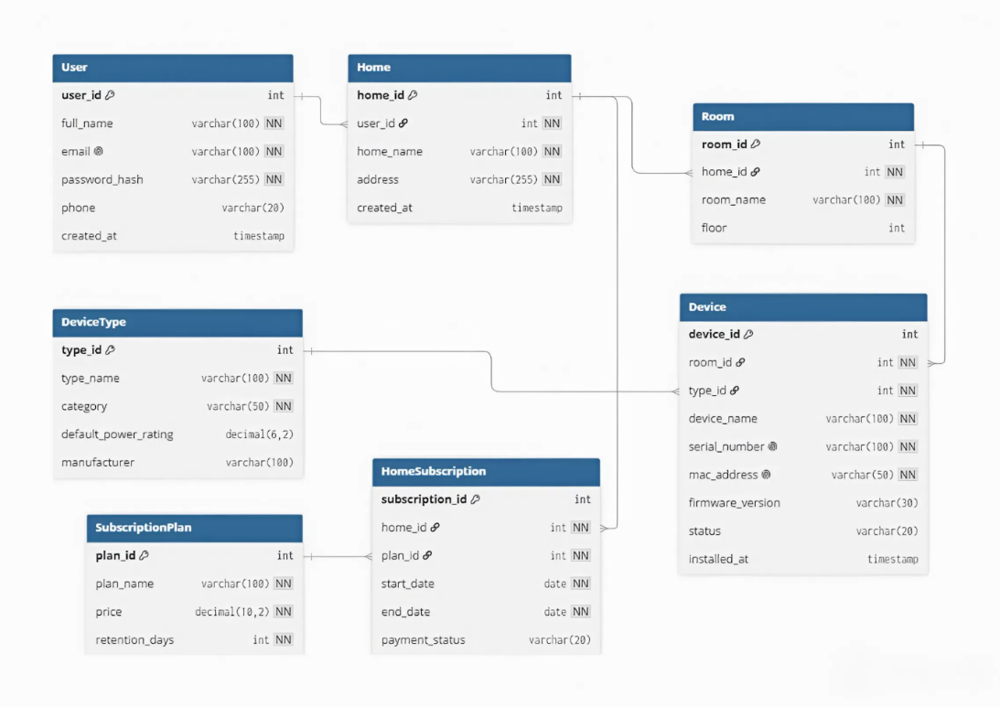 User
user_id int
full_name varchar(100) NN
email varchar(100) NN
password_hash varchar(255) NN
phone varchar(20)
created_at timestamp
Home
home_id int
user_id int NN
home_name varchar(100) NN
address varchar(255) NN
created_at timestamp
Room
room_id int
home_id int NN
room_name varchar(100) NN
floor int
DeviceType
type_id int
type_name varchar(100) NN
category varchar(50) NN
default_power_rating decimal(6,2)
manufacturer varchar(100)
Device
device_id int
room_id int NN
type_id int NN
device_name varchar(100) NN
serial_number varchar(100) NN
mac_address varchar(50) NN
firmware_version varchar(30)
status varchar(20)
installed_at timestamp
HomeSubscription
subscription_id int
home_id int NN
plan_id int NN
start_date date NN
end_date date NN
payment_status varchar(20)
SubscriptionPlan
plan_id int
plan_name varchar(100) NN
price decimal(10,2) NN
retention_days int NN